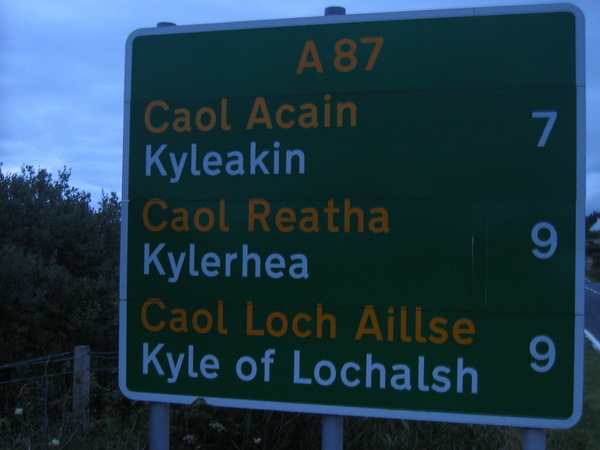 A 87
Caol Acain
Kyleakin 7
Caol Reatha
Kylerhea 9
Caol Loch Aillse
Kyle of Lochalsh 9